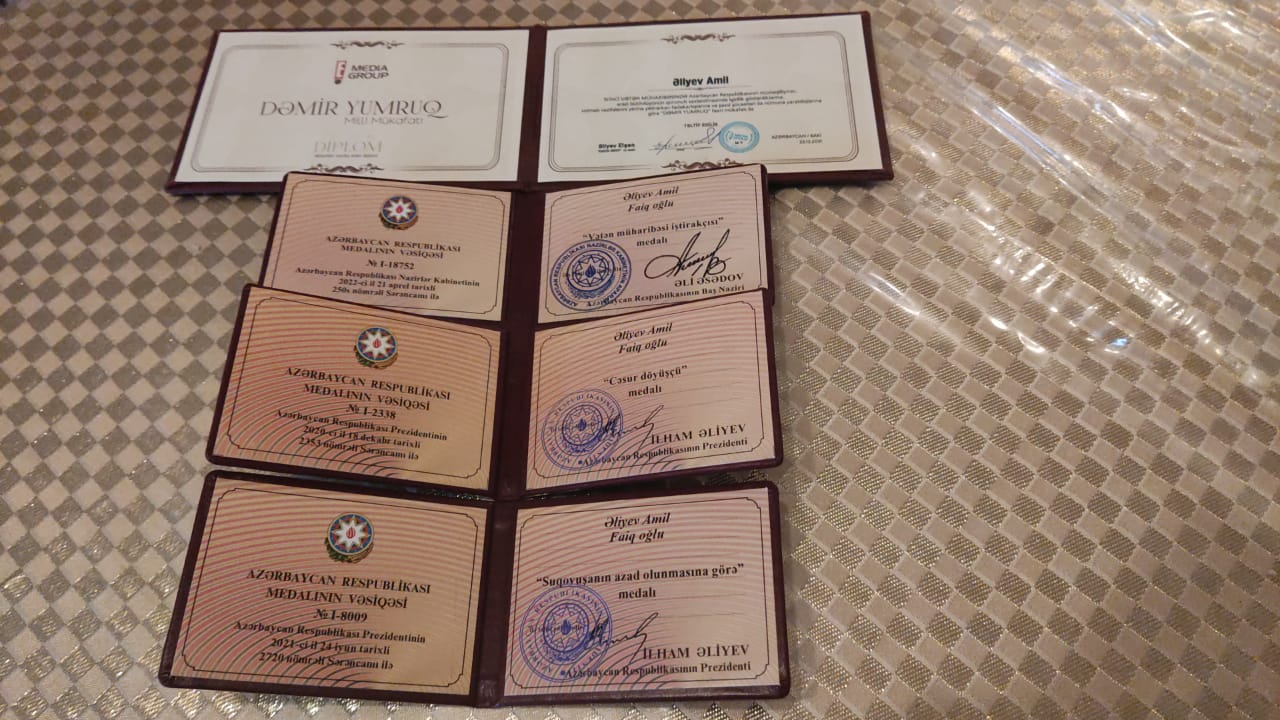 E MEDIA
GROUP
DƏMİR YUMRUQ
Milli Mükafatı
DIPLOM
Əliyev Amil
TƏLTİF EDİLİR
Əliyev Elşən
AZƏRBAYCAN / BAKI
AZƏRBAYCAN RESPUBLİKASI
MEDALININ VƏSİQƏSİ
№ I-18752
Azərbaycan Respublikası Nazirlər Kabinetinin
2022-ci il 21 aprel tarixli
250s nömrəli Sərəncamı ilə
Əliyev Amil
Faiq oğlu
“Vətən müharibəsi iştirakçısı”
medalı
ƏLİ ƏSƏDOV
Azərbaycan Respublikasının Baş Naziri
AZƏRBAYCAN RESPUBLİKASI
MEDALININ VƏSİQƏSİ
№ I-2338
Azərbaycan Respublikası Prezidentinin
2020-ci il 18 dekabr tarixli
2353 nömrəli Sərəncamı ilə
Əliyev Amil
Faiq oğlu
“Cəsur döyüşçü”
medalı
İLHAM ƏLİYEV
Azərbaycan Respublikasının Prezidenti
AZƏRBAYCAN RESPUBLİKASI
MEDALININ VƏSİQƏSİ
№ I-8009
Azərbaycan Respublikası Prezidentinin
2021-ci il 24 iyun tarixli
2720 nömrəli Sərəncamı ilə
Əliyev Amil
Faiq oğlu
“Suqovuşanın azad olunmasına görə”
medalı
İLHAM ƏLİYEV
Azərbaycan Respublikasının Prezidenti